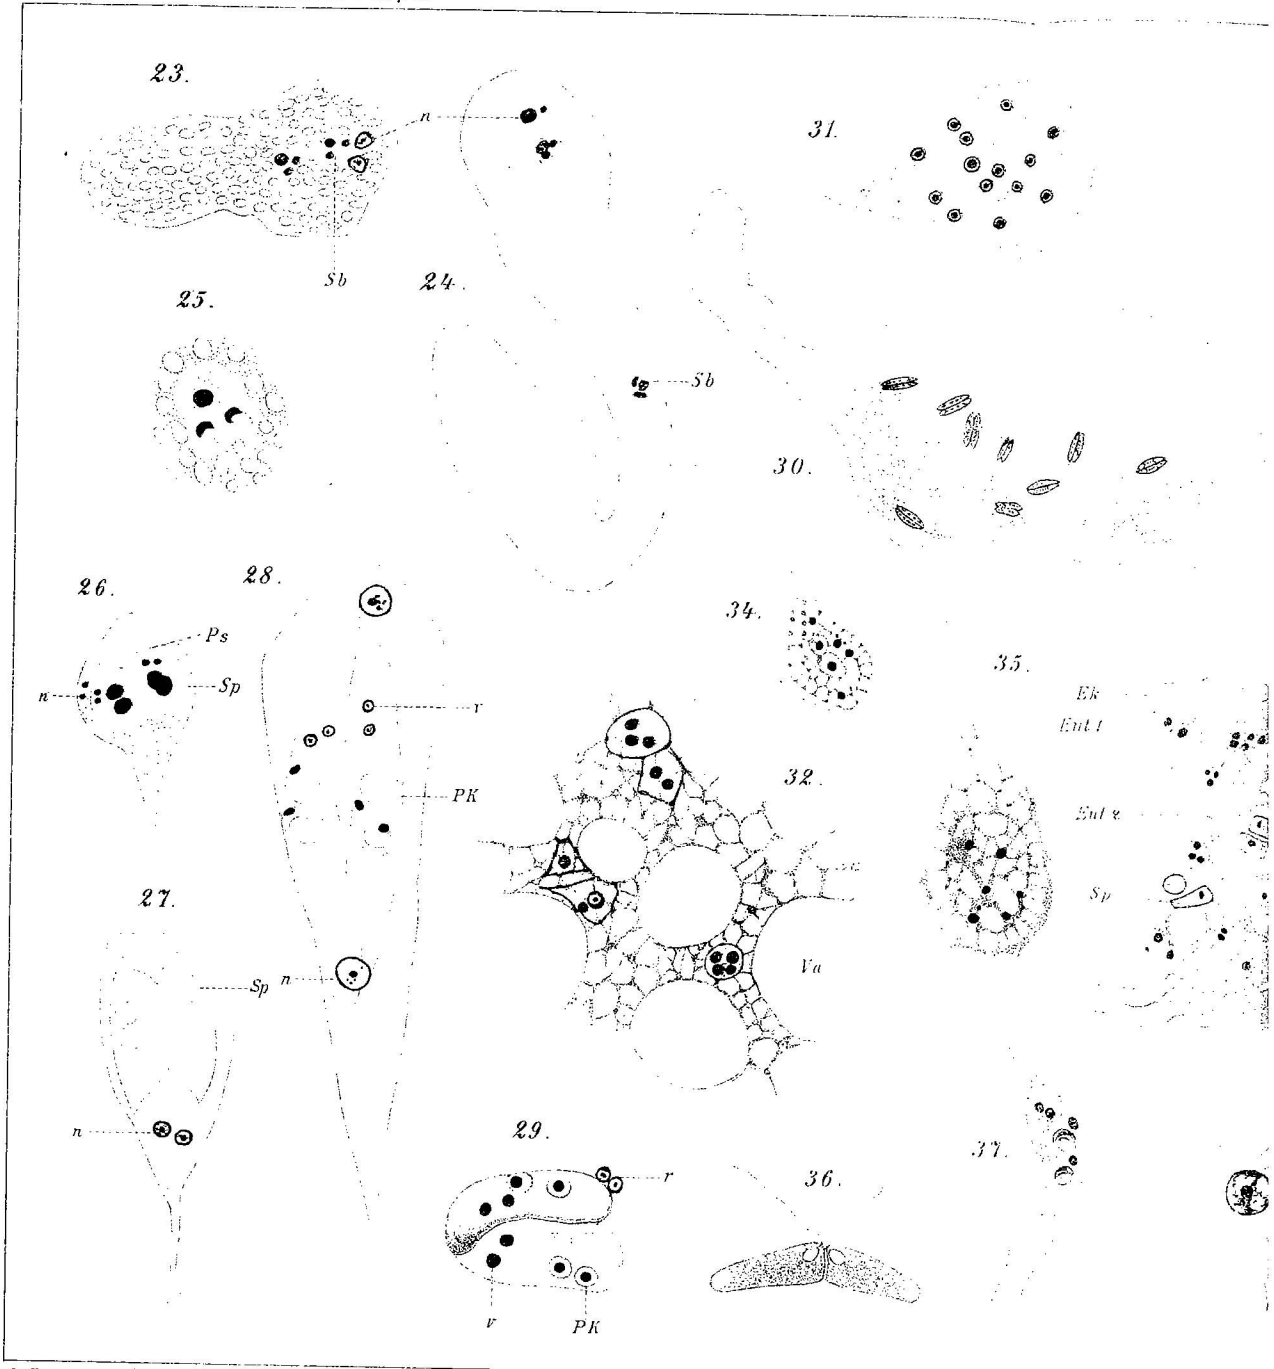 23.
n
31.
Sb
24.
25.
Sb
30.
26.
28.
Ps
34.
n
Sp
35.
Ek
r
Ent 1
32.
PK
Ent 2
27.
Sp
Va
Sp
n
n
29.
37.
r
36.
v
PK